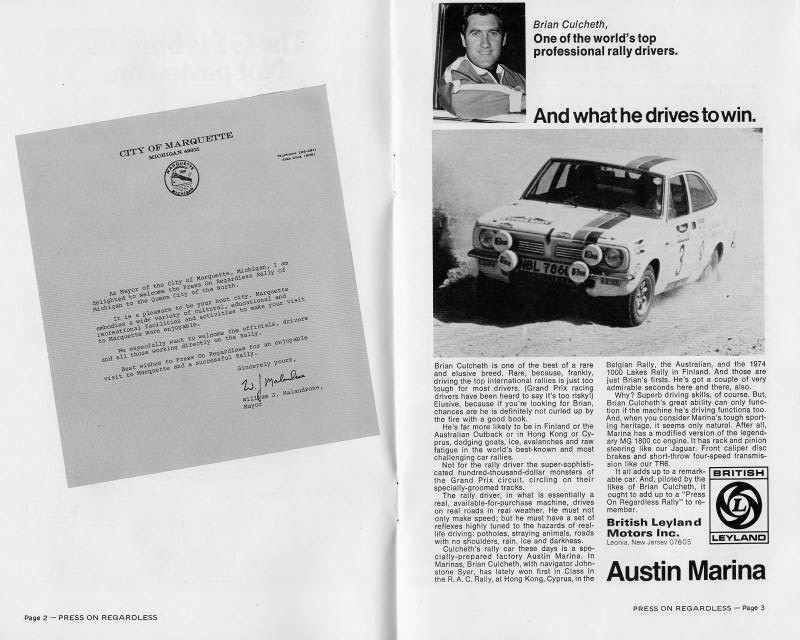 CITY OF MARQUETTE
MICHIGAN 49855
MARQUETTE
Michigan
As Mayor of the City of Marquette, Michigan, I am
delighted to welcome the Press On Regardless Rally of
Michigan to the Queen City of the North.
It is a pleasure to be your host city. Marquette
embodies a wide variety of cultural, educational and
recreational facilities and activities to make your visit
to Marquette more enjoyable.
We especially want to welcome the officials, drivers
and all those working directly on the Rally.
Best wishes to Press On Regardless for an enjoyable
visit to Marquette and a successful Rally.
Sincerely yours,
W. J. Malandrone
William J. Malandrone,
Mayor
Page 2 — PRESS ON REGARDLESS
Brian Culcheth,
One of the world's top
professional rally drivers.
And what he drives to win.
3
Brian Culcheth is one of the best of a rare
and elusive breed. Rare, because, frankly,
driving the top international rallies is just too
tough for most drivers. (Grand Prix racing
drivers have been heard to say it's too risky!)
Elusive, because if you're looking for Brian,
chances are he is definitely not curled up by
the fire with a good book.
He's far more likely to be in Finland or the
Australian Outback or in Hong Kong or Cy-
prus, dodging goats, ice, avalanches and raw
fatigue in the world's best-known and most
challenging car rallies.
Not for the rally driver the super-sophisti-
cated hundred-thousand-dollar monsters of
the Grand Prix circuit, circling on their
specially-groomed tracks.
The rally driver, in what is essentially a
real, available-for-purchase machine, drives
on real roads in real weather. He must not
only make speed; but he must have a set of
reflexes highly tuned to the hazards of real-
life driving: potholes, straying animals, roads
with no shoulders, rain, ice and darkness.
Culcheth's rally car these days is a spe-
cially-prepared factory Austin Marina. In
Marinas, Brian Culcheth, with navigator John-
stone Syer, has lately won first in Class in
the R.A.C. Rally, at Hong Kong, Cyprus, in the
Belgian Rally, the Australian, and the 1974
1000 Lakes Rally in Finland. And those are
just Brian's firsts. He's got a couple of very
admirable seconds here and there, also.
Why? Superb driving skills, of course. But,
Brian Culcheth's great ability can only func-
tion if the machine he's driving functions too.
And, when you consider Marina's tough sport-
ing heritage, it seems only natural. After all,
Marina has a modified version of the legend-
ary MG 1800 cc engine. It has rack and pinion
steering like our Jaguar. Front caliper disc
brakes and short-throw four-speed transmis-
sion like our TR6.
It all adds up to a remark-
able car. And, piloted by the
likes of Brian Culcheth, it
ought to add up to a "Press
On Regardless Rally" to re-
member.
British Leyland
Motors Inc.
Leonia, New Jersey 07605
BRITISH
L
LEYLAND
Austin Marina
PRESS ON REGARDLESS — Page 3